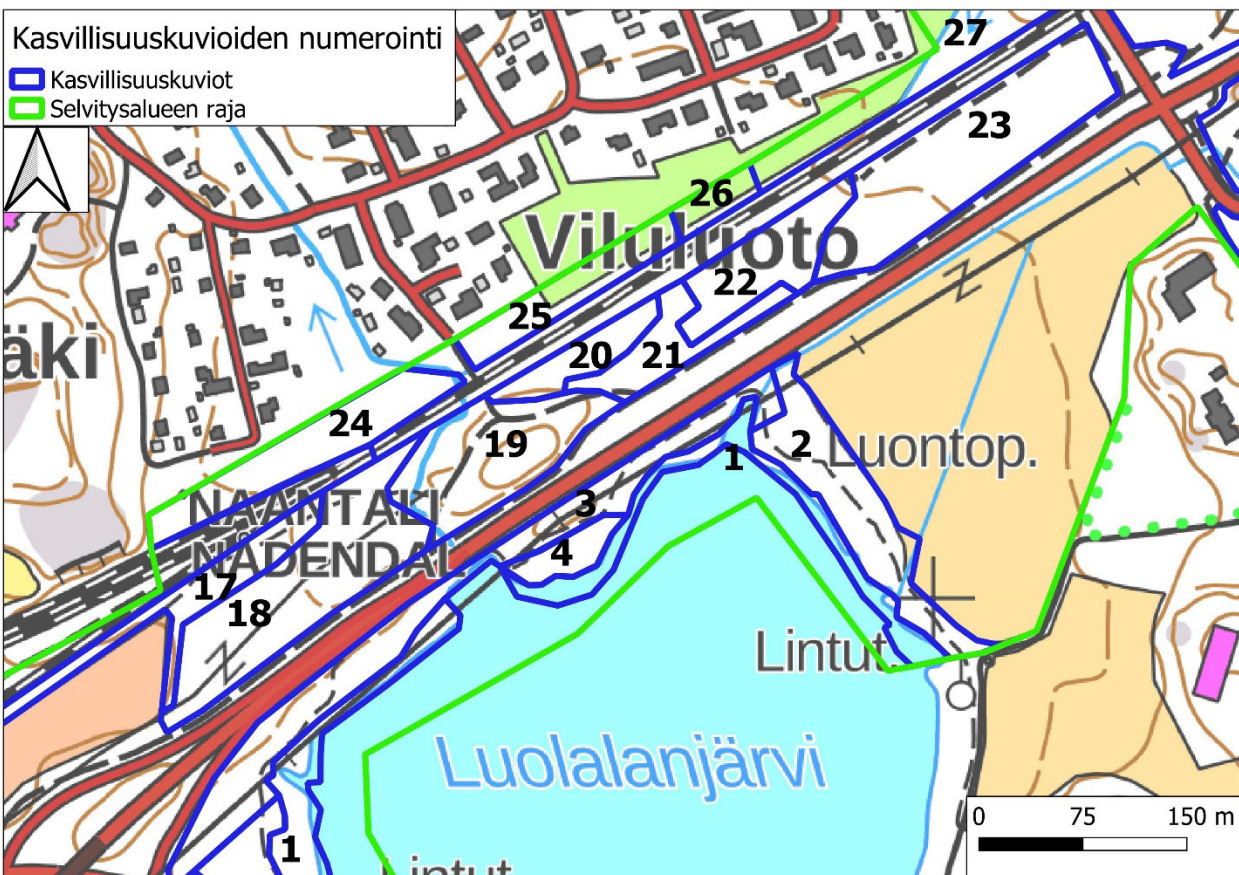 Kasvillisuuskuvioiden numerointi
Kasvillisuuskuviot
Selvitysalueen raja
27
23
26
Viluluoto
22
25
20
21
äki
24
19
2
Luontop.
1
NAANTALI
3
NÅDENDAL
4
17
18
Lintut.
Luolalanjärvi
0 75 150 m
1
Lintut